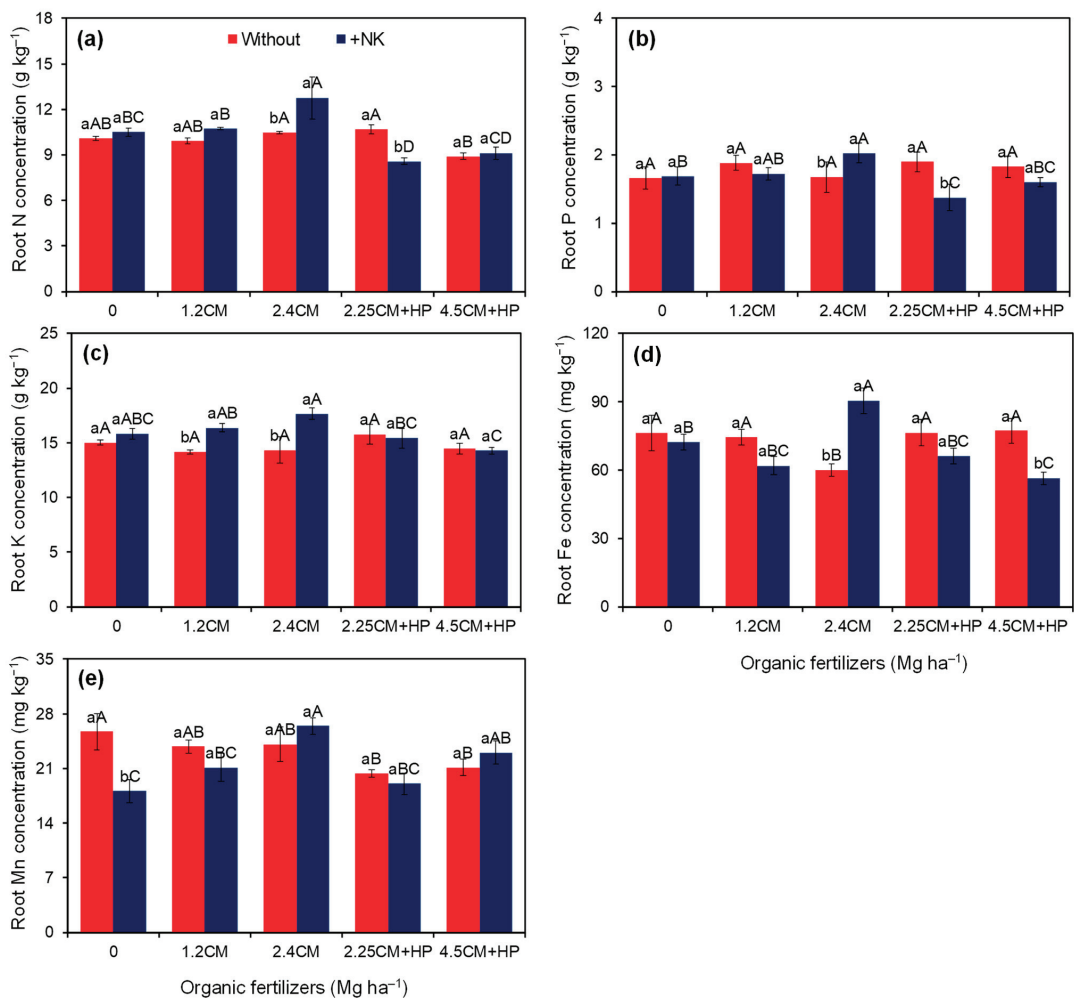 (a)
Without +NK
Root N concentration (g kg⁻¹)
18
15
12
9
6
3
0
aAB aBC aAB aB bA aA aA bD aB aCD
0 1.2CM 2.4CM 2.25CM+HP 4.5CM+HP
(b)
Root P concentration (g kg⁻¹)
4
3
2
1
0
aA aB aA aAB bA aA aA bC aA aBC
0 1.2CM 2.4CM 2.25CM+HP 4.5CM+HP
(c)
Root K concentration (g kg⁻¹)
25
20
15
10
5
0
aA aABC bA aAB bA aA aA aBC aA aC
0 1.2CM 2.4CM 2.25CM+HP 4.5CM+HP
(d)
Root Fe concentration (mg kg⁻¹)
120
90
60
30
0
aA aB aA aBC bB aA aA aBC aA bC
0 1.2CM 2.4CM 2.25CM+HP 4.5CM+HP
Organic fertilizers (Mg ha⁻¹)
(e)
Root Mn concentration (mg kg⁻¹)
35
28
21
14
7
0
aA bC aAB aBC aAB aA aB aBC aB aAB
0 1.2CM 2.4CM 2.25CM+HP 4.5CM+HP
Organic fertilizers (Mg ha⁻¹)